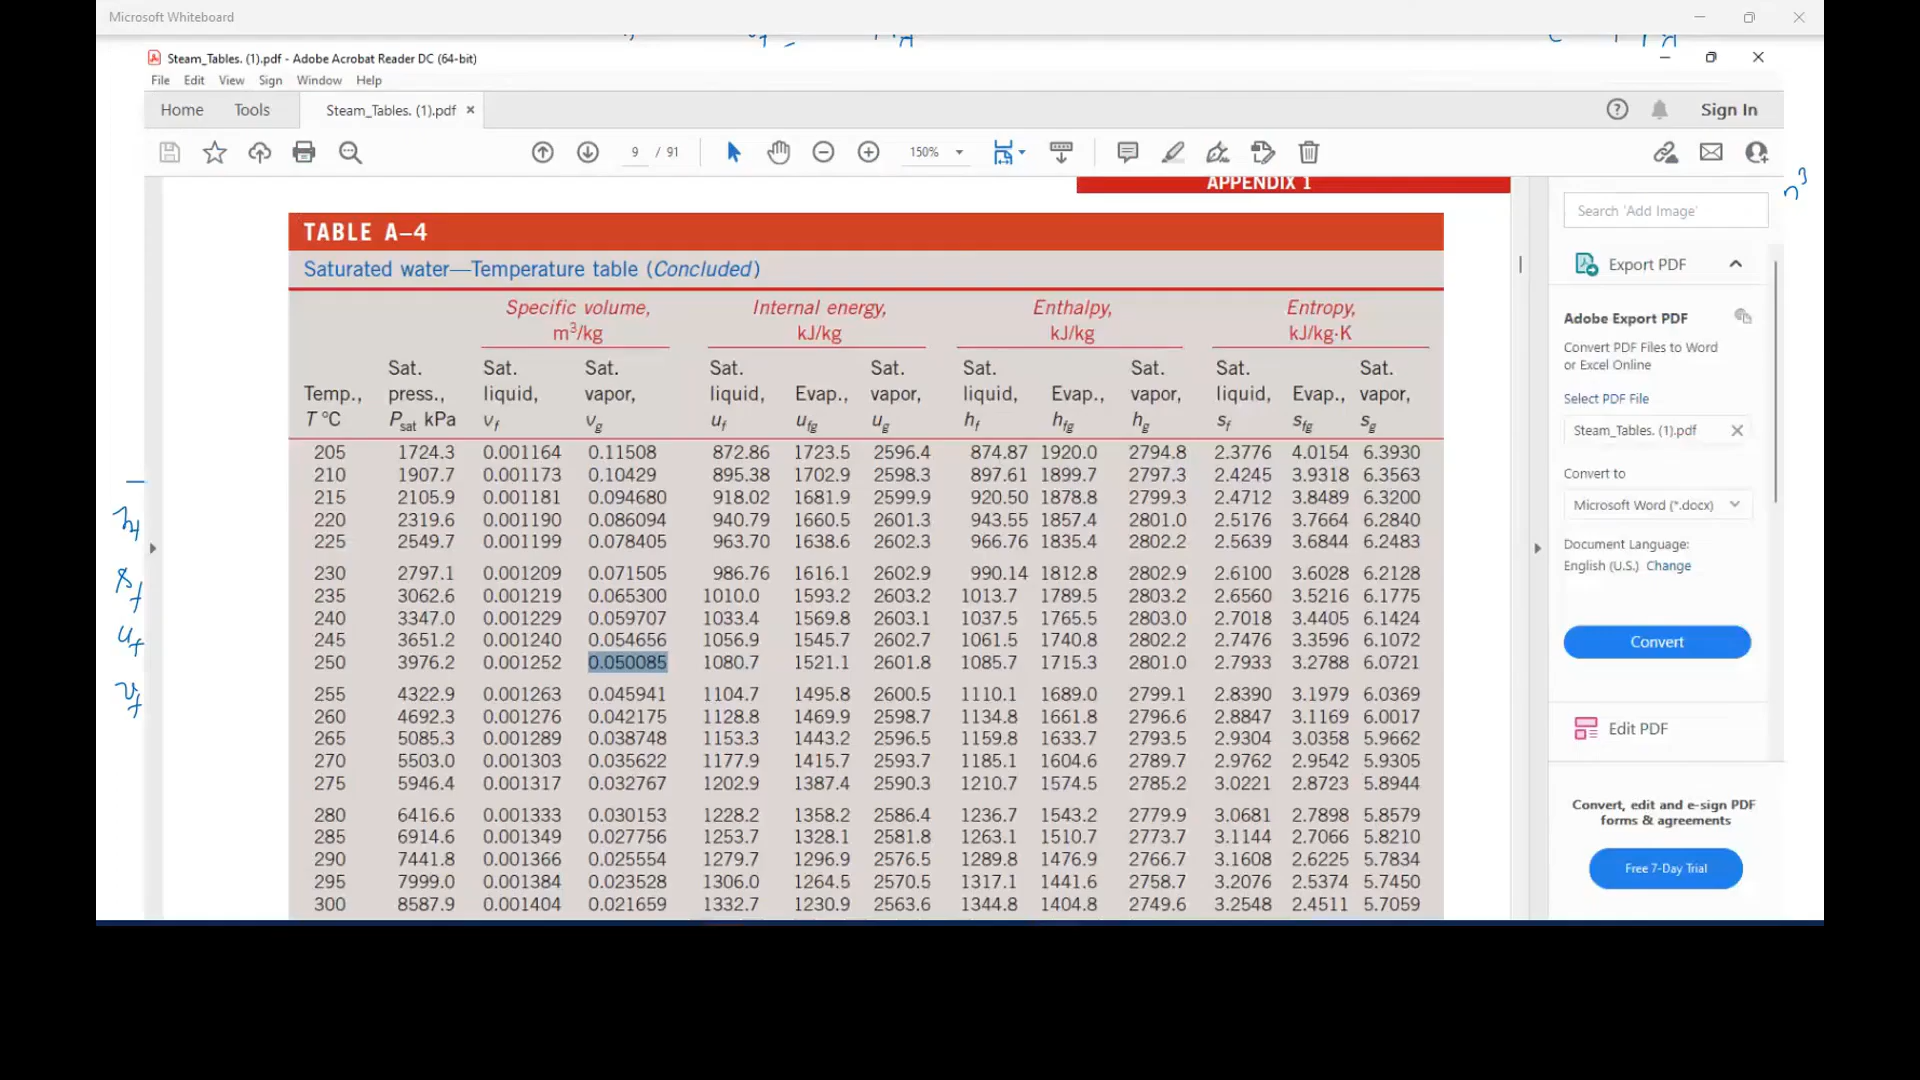 Microsoft Whiteboard
Steam_Tables. (1).pdf - Adobe Acrobat Reader DC (64-bit)
File Edit View Sign Window Help
Home Tools Steam_Tables. (1).pdf Sign In
9 / 91 150%
APPENDIX 1
TABLE A–4
Saturated water—Temperature table (Concluded)
Specific volume, Internal energy, Enthalpy, Entropy,
m³/kg kJ/kg kJ/kg kJ/kg·K
Sat. Sat. Sat. Sat. Sat. Sat. Sat. Sat. Sat.
Temp., press., liquid, vapor, liquid, Evap., vapor, liquid, Evap., vapor, liquid, Evap., vapor,
T °C Psat kPa vf vg uf ufg ug hf hfg hg sf sfg sg
205 1724.3 0.001164 0.11508 872.86 1723.5 2596.4 874.87 1920.0 2794.8 2.3776 4.0154 6.3930
210 1907.7 0.001173 0.10429 895.38 1702.9 2598.3 897.61 1899.7 2797.3 2.4245 3.9318 6.3563
215 2105.9 0.001181 0.094680 918.02 1681.9 2599.9 920.50 1878.8 2799.3 2.4712 3.8489 6.3200
220 2319.6 0.001190 0.086094 940.79 1660.5 2601.3 943.55 1857.4 2801.0 2.5176 3.7664 6.2840
225 2549.7 0.001199 0.078405 963.70 1638.6 2602.3 966.76 1835.4 2802.2 2.5639 3.6844 6.2483
230 2797.1 0.001209 0.071505 986.76 1616.1 2602.9 990.14 1812.8 2802.9 2.6100 3.6028 6.2128
235 3062.6 0.001219 0.065300 1010.0 1593.2 2603.2 1013.7 1789.5 2803.2 2.6560 3.5216 6.1775
240 3347.0 0.001229 0.059707 1033.4 1569.8 2603.1 1037.5 1765.5 2803.0 2.7018 3.4405 6.1424
245 3651.2 0.001240 0.054656 1056.9 1545.7 2602.7 1061.5 1740.8 2802.2 2.7476 3.3596 6.1072
250 3976.2 0.001252 0.050085 1080.7 1521.1 2601.8 1085.7 1715.3 2801.0 2.7933 3.2788 6.0721
255 4322.9 0.001263 0.045941 1104.7 1495.8 2600.5 1110.1 1689.0 2799.1 2.8390 3.1979 6.0369
260 4692.3 0.001276 0.042175 1128.8 1469.9 2598.7 1134.8 1661.8 2796.6 2.8847 3.1169 6.0017
265 5085.3 0.001289 0.038748 1153.3 1443.2 2596.5 1159.8 1633.7 2793.5 2.9304 3.0358 5.9662
270 5503.0 0.001303 0.035622 1177.9 1415.7 2593.7 1185.1 1604.6 2789.7 2.9762 2.9542 5.9305
275 5946.4 0.001317 0.032767 1202.9 1387.4 2590.3 1210.7 1574.5 2785.2 3.0221 2.8723 5.8944
280 6416.6 0.001333 0.030153 1228.2 1358.2 2586.4 1236.7 1543.2 2779.9 3.0681 2.7898 5.8579
285 6914.6 0.001349 0.027756 1253.7 1328.1 2581.8 1263.1 1510.7 2773.7 3.1144 2.7066 5.8210
290 7441.8 0.001366 0.025554 1279.7 1296.9 2576.5 1289.8 1476.9 2766.7 3.1608 2.6225 5.7834
295 7999.0 0.001384 0.023528 1306.0 1264.5 2570.5 1317.1 1441.6 2758.7 3.2076 2.5374 5.7450
300 8587.9 0.001404 0.021659 1332.7 1230.9 2563.6 1344.8 1404.8 2749.6 3.2548 2.4511 5.7059
hf
sf
uf
vf
Search 'Add Image'
Export PDF
Adobe Export PDF
Convert PDF Files to Word
or Excel Online
Select PDF File
Steam_Tables. (1).pdf
Convert to
Microsoft Word (*.docx)
Document Language:
English (U.S.) Change
Convert
Edit PDF
Convert, edit and e-sign PDF
forms & agreements
Free 7-Day Trial